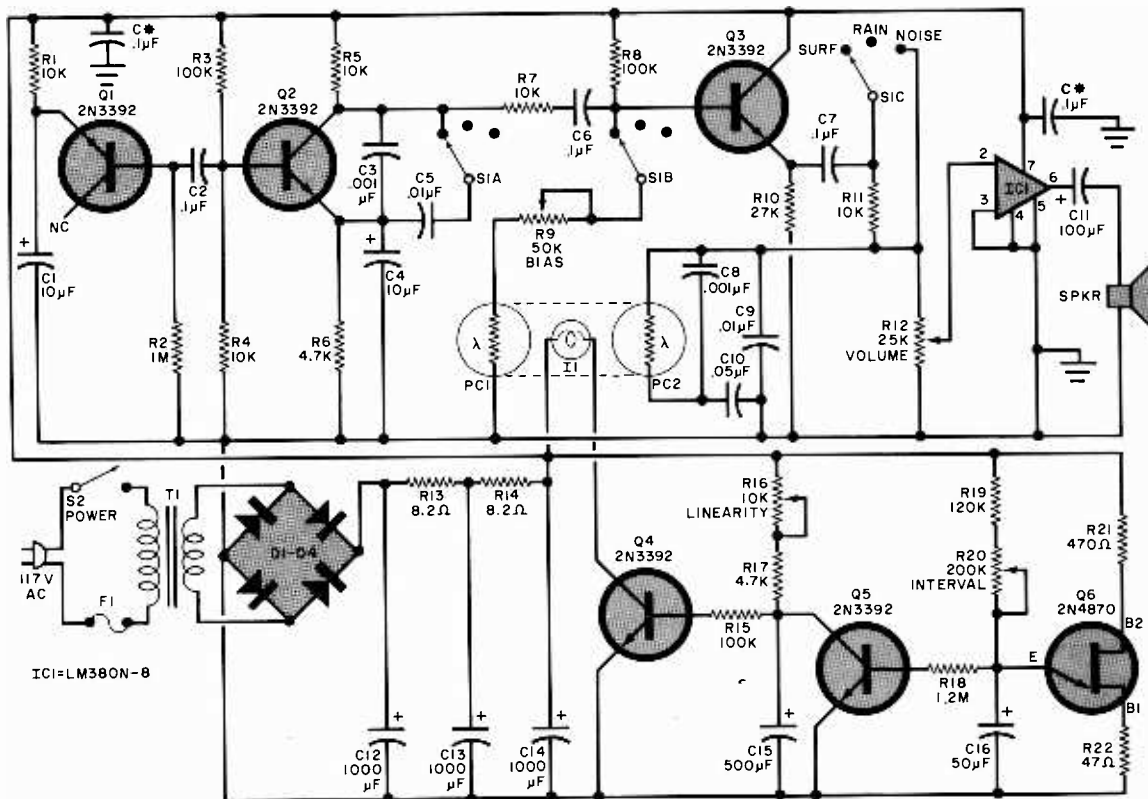 R1
10K
C*
.1µF
R3
100K
R5
10K
Q1
2N3392
Q2
2N3392
NC
C1
10µF
+
R2
1M
C2
.1µF
R4
10K
R6
4.7K
C3
.001
µF
C5
.01µF
C4
10µF
+
S1A
R7
10K
C6
.1µF
R8
100K
S1B
R9
50K
BIAS
λ
PC1
I1
λ
PC2
Q3
2N3392
SURF
RAIN
NOISE
S1C
C7
.1µF
R10
27K
R11
10K
C8
.001µF
C9
.01µF
C10
.05µF
R12
25K
VOLUME
C*
.1µF
2
3
4
5
6
7
IC1
+
C11
100µF
SPKR
S2
POWER
T1
117V
AC
F1
D1-D4
IC1=LM380N-8
R13
8.2Ω
R14
8.2Ω
C12
1000
µF
+
C13
1000
µF
+
C14
1000
µF
+
Q4
2N3392
R16
10K
LINEARITY
R17
4.7K
R15
100K
C15
500µF
+
Q5
2N3392
R18
1.2M
R19
120K
R20
200K
INTERVAL
C16
50µF
+
R21
470Ω
Q6
2N4870
E
B2
B1
R22
47Ω